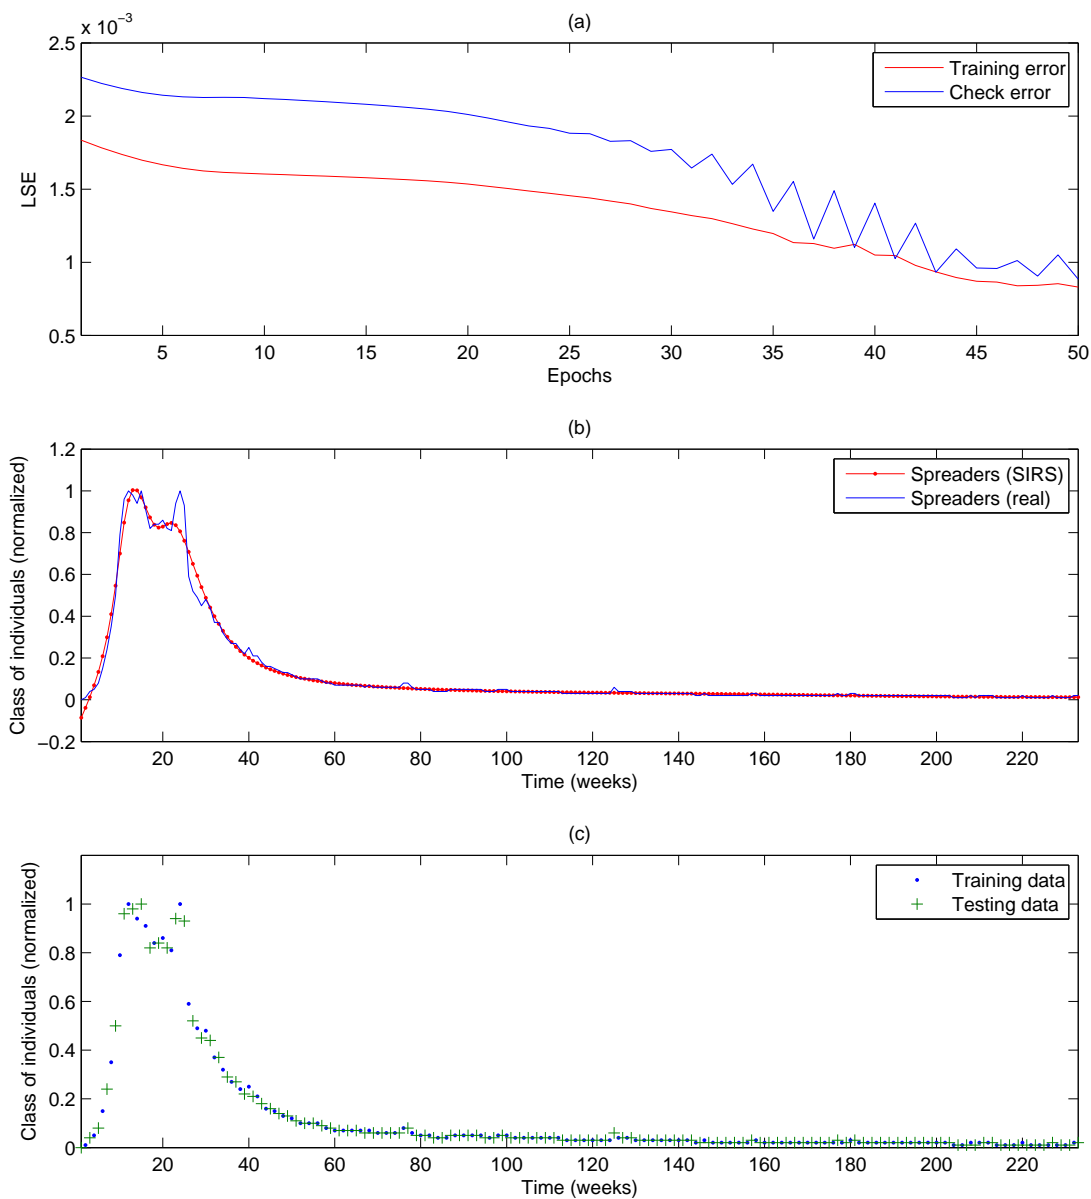 (a)
x 10⁻³
2.5
2
1.5
1
0.5
LSE
Training error
Check error
5 10 15 20 25 30 35 40 45 50
Epochs
(b)
1.2
1
0.8
0.6
0.4
0.2
0
−0.2
Class of individuals (normalized)
Spreaders (SIRS)
Spreaders (real)
20 40 60 80 100 120 140 160 180 200 220
Time (weeks)
(c)
1
0.8
0.6
0.4
0.2
0
Class of individuals (normalized)
Training data
Testing data
20 40 60 80 100 120 140 160 180 200 220
Time (weeks)